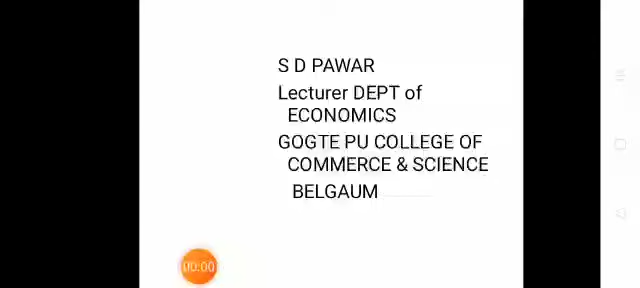 S D PAWAR
Lecturer DEPT of
ECONOMICS
GOGTE PU COLLEGE OF
COMMERCE & SCIENCE
BELGAUM
00:00